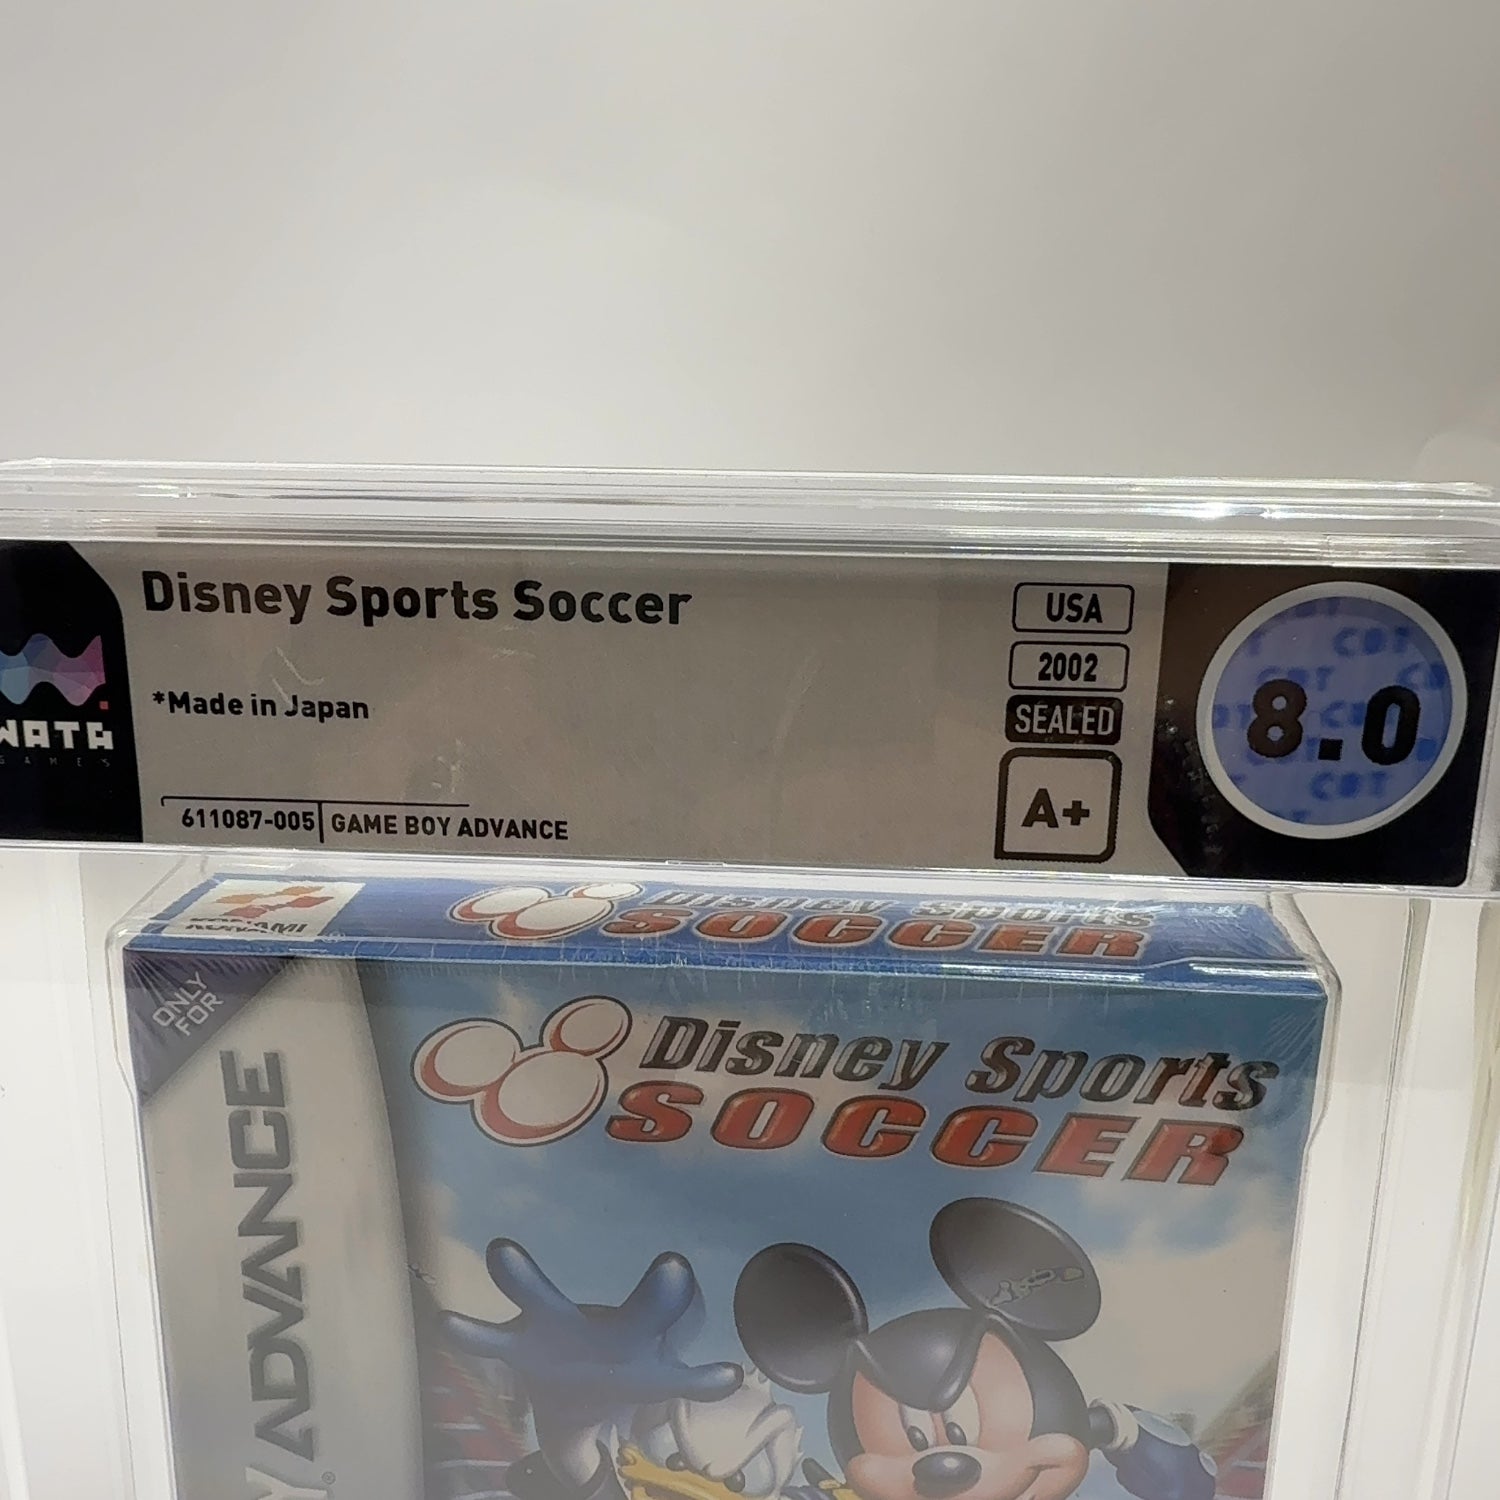 Disney Sports Soccer
*Made in Japan
611087-005 GAME BOY ADVANCE
WATA
GAMES
USA
2002
SEALED
A+
8.0
KONAMI
Disney Sports
SOCCER
ONLY
FOR
ADVANCE
Disney Sports
SOCCER